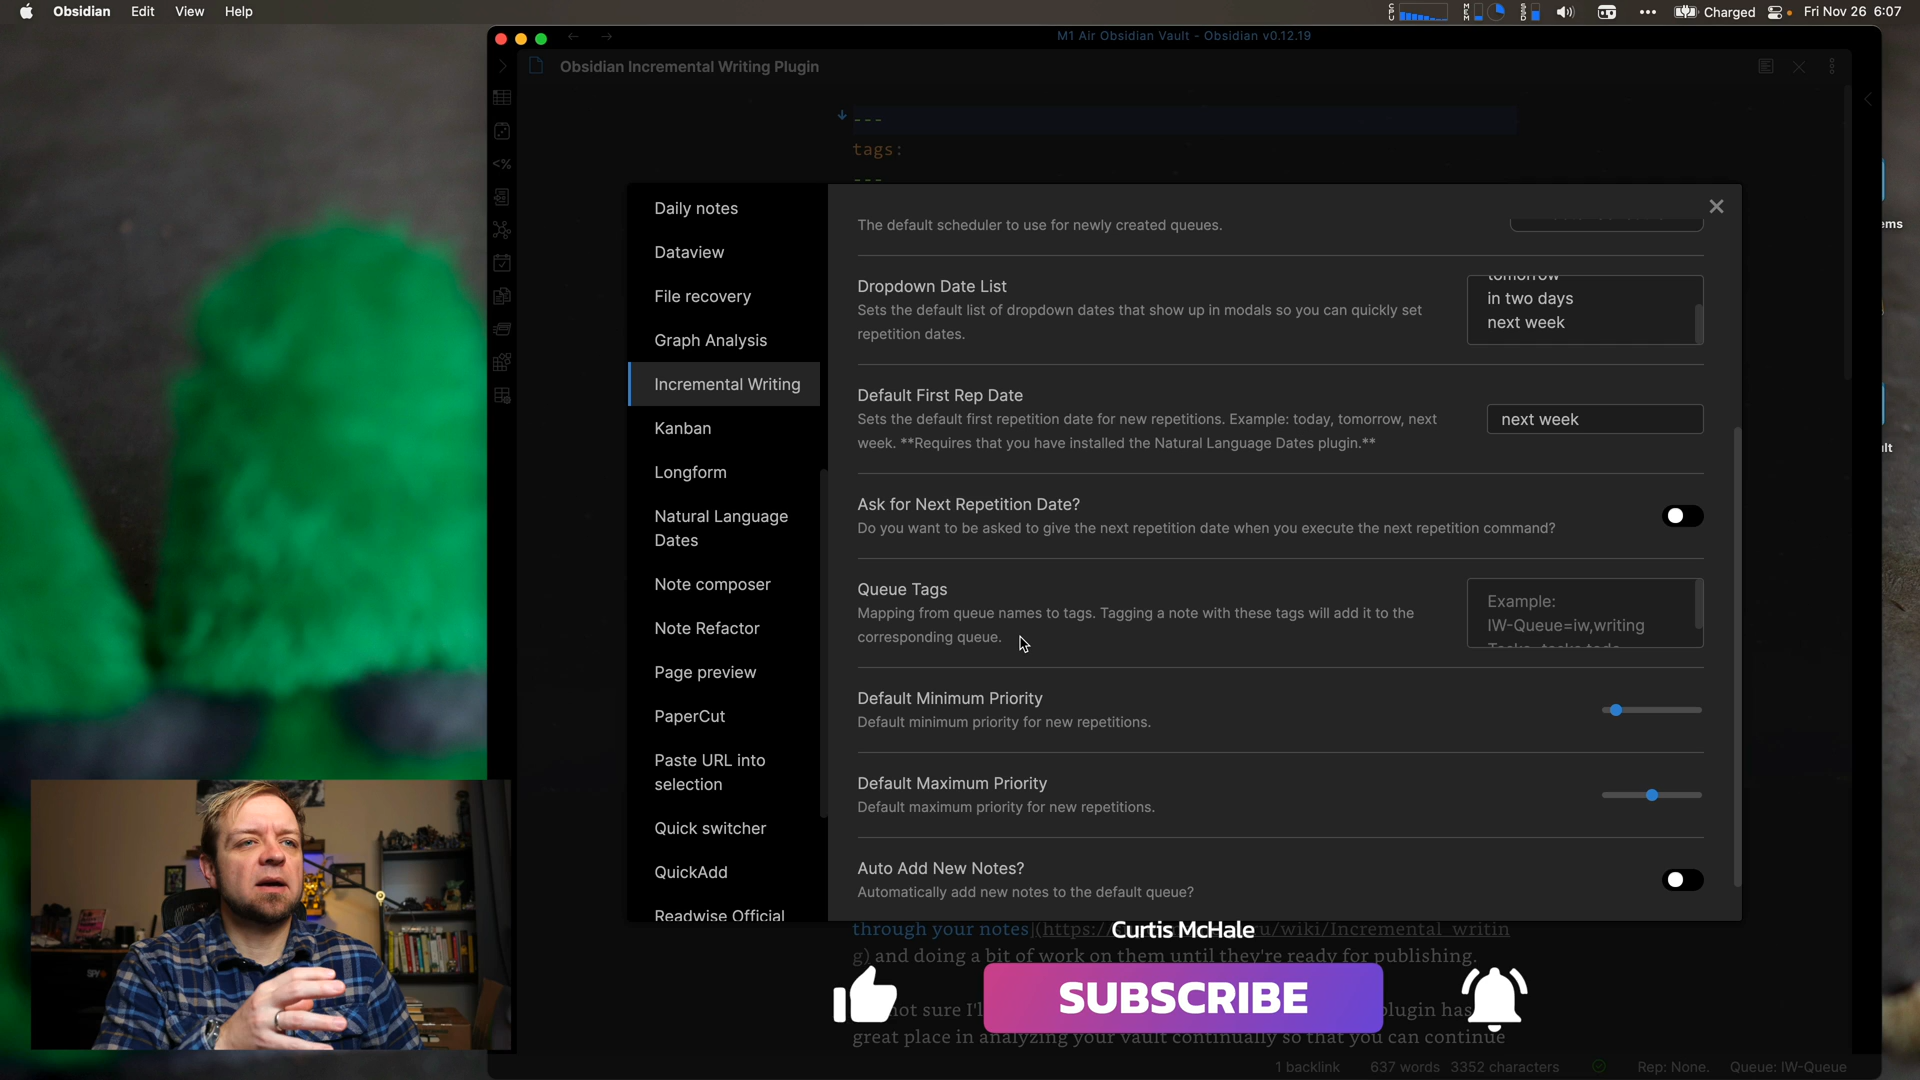 Obsidian Edit View Help
Charged Fri Nov 26 6:07
M1 Air Obsidian Vault - Obsidian v0.12.19
Obsidian Incremental Writing Plugin
---
tags:
---
Daily notes
Dataview
File recovery
Graph Analysis
Incremental Writing
Kanban
Longform
Natural Language
Dates
Note composer
Note Refactor
Page preview
PaperCut
Paste URL into
selection
Quick switcher
QuickAdd
Readwise Official
The default scheduler to use for newly created queues.
Dropdown Date List
Sets the default list of dropdown dates that show up in modals so you can quickly set
repetition dates.
tomorrow
in two days
next week
Default First Rep Date
Sets the default first repetition date for new repetitions. Example: today, tomorrow, next
week. **Requires that you have installed the Natural Language Dates plugin.**
next week
Ask for Next Repetition Date?
Do you want to be asked to give the next repetition date when you execute the next repetition command?
Queue Tags
Mapping from queue names to tags. Tagging a note with these tags will add it to the
corresponding queue.
Example:
IW-Queue=iw,writing
Default Minimum Priority
Default minimum priority for new repetitions.
Default Maximum Priority
Default maximum priority for new repetitions.
Auto Add New Notes?
Automatically add new notes to the default queue?
through your notes](https:/ ru/wiki/Incremental_writin
Curtis McHale
g) and doing a bit of work on them until they're ready for publishing.
SUBSCRIBE
not sure I'l plugin has
great place in analyzing your vault continually so that you can continue
1 backlink 637 words 3352 characters Rep: None. Queue: IW-Queue